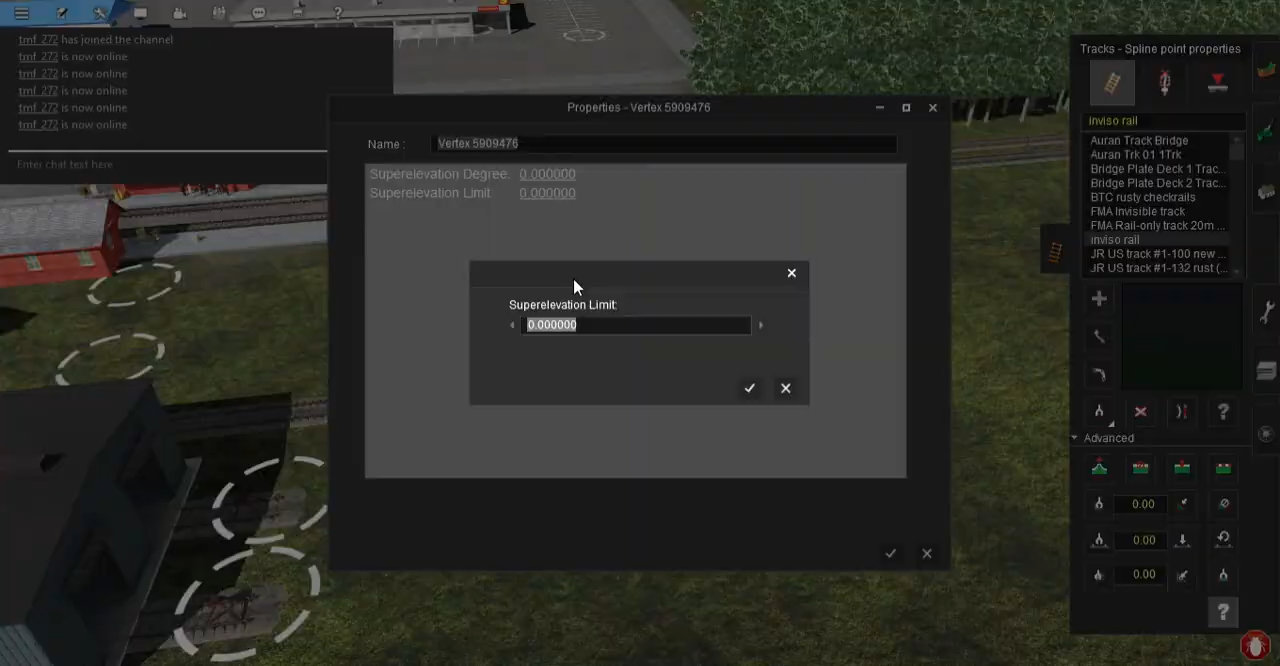 tmf_272 has joined the channel
tmf_272 is now online
tmf_272 is now online
tmf_272 is now online
tmf_272 is now online
tmf_272 is now online
Enter chat text here
Properties - Vertex 5909476
Name :
Vertex 5909476
Superelevation Degree: 0.000000
Superelevation Limit: 0.000000
Superelevation Limit:
0.000000
Tracks - Spline point properties
inviso rail
Auran Track Bridge
Auran Trk 01 1Trk
Bridge Plate Deck 1 Trac...
Bridge Plate Deck 2 Trac...
BTC rusty checkrails
FMA Invisible track
FMA Rail-only track 20m ...
inviso rail
JR US track #1-100 new ...
JR US track #1-132 rust (...
Advanced
0.00
0.00
0.00